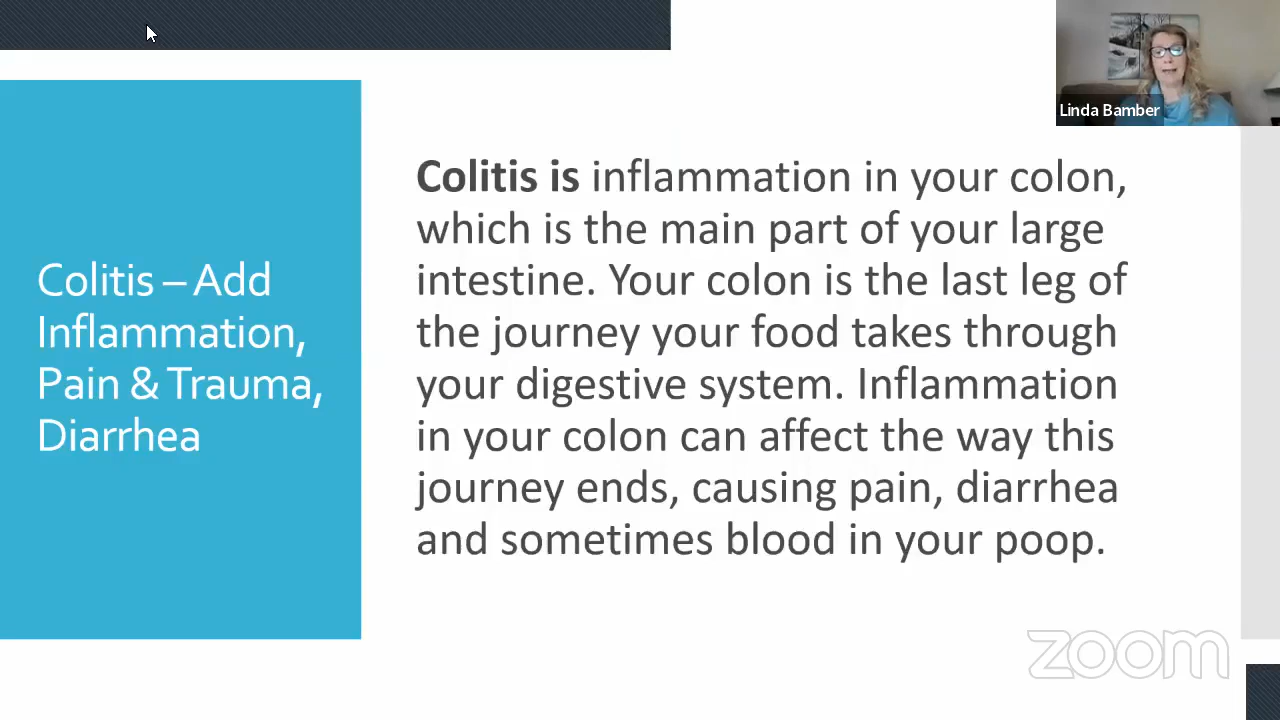 Linda Bamber
Colitis – Add
Inflammation,
Pain & Trauma,
Diarrhea
Colitis is inflammation in your colon,
which is the main part of your large
intestine. Your colon is the last leg of
the journey your food takes through
your digestive system. Inflammation
in your colon can affect the way this
journey ends, causing pain, diarrhea
and sometimes blood in your poop.
zoom